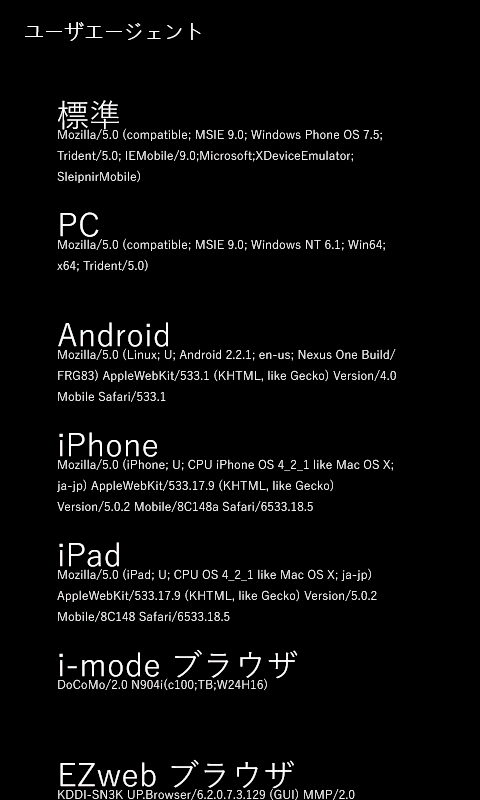 ユーザエージェント
標準
Mozilla/5.0 (compatible; MSIE 9.0; Windows Phone OS 7.5;
Trident/5.0; IEMobile/9.0;Microsoft;XDeviceEmulator;
SleipnirMobile)
PC
Mozilla/5.0 (compatible; MSIE 9.0; Windows NT 6.1; Win64;
x64; Trident/5.0)
Android
Mozilla/5.0 (Linux; U; Android 2.2.1; en-us; Nexus One Build/
FRG83) AppleWebKit/533.1 (KHTML, like Gecko) Version/4.0
Mobile Safari/533.1
iPhone
Mozilla/5.0 (iPhone; U; CPU iPhone OS 4_2_1 like Mac OS X;
ja-jp) AppleWebKit/533.17.9 (KHTML, like Gecko)
Version/5.0.2 Mobile/8C148a Safari/6533.18.5
iPad
Mozilla/5.0 (iPad; U; CPU OS 4_2_1 like Mac OS X; ja-jp)
AppleWebKit/533.17.9 (KHTML, like Gecko) Version/5.0.2
Mobile/8C148 Safari/6533.18.5
i-mode ブラウザ
DoCoMo/2.0 N904i(c100;TB;W24H16)
EZweb ブラウザ
KDDI-SN3K UP.Browser/6.2.0.7.3.129 (GUI) MMP/2.0